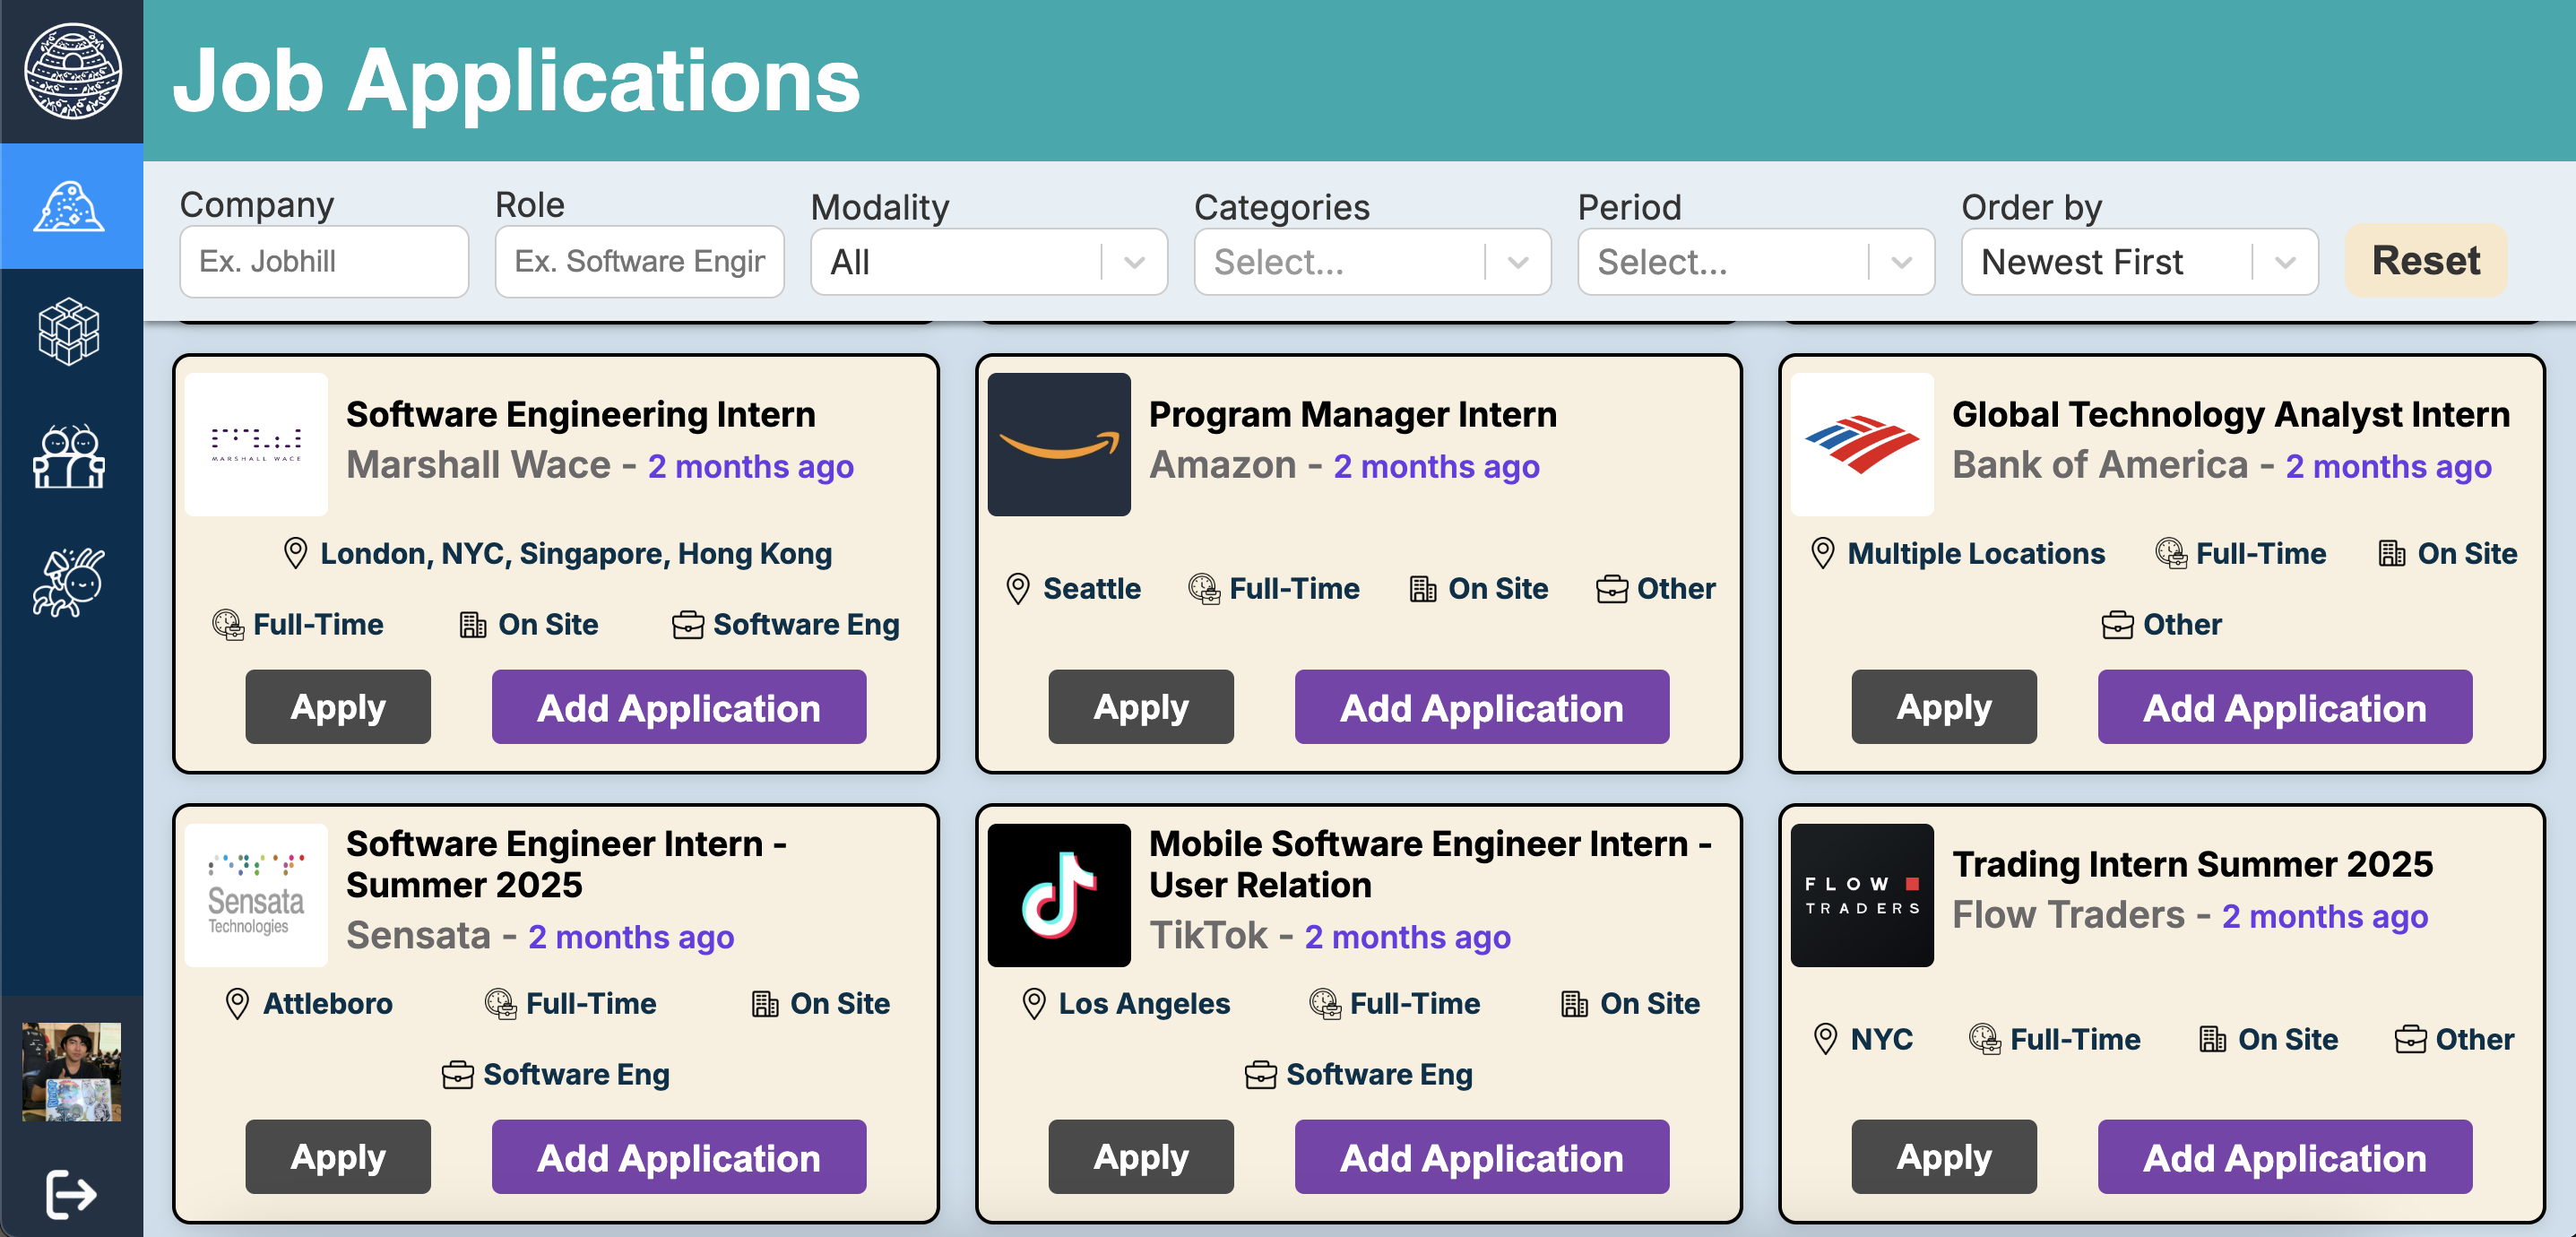 Job Applications
Company
Role
Modality
Categories
Period
Order by
Ex. Jobhill
Ex. Software Engir
All
Select...
Select...
Newest First
Reset
MARSHALL WACE
Software Engineering Intern
Marshall Wace - 2 months ago
London, NYC, Singapore, Hong Kong
Full-Time
On Site
Software Eng
Apply
Add Application
Program Manager Intern
Amazon - 2 months ago
Seattle
Full-Time
On Site
Other
Apply
Add Application
Global Technology Analyst Intern
Bank of America - 2 months ago
Multiple Locations
Full-Time
On Site
Other
Apply
Add Application
Sensata
Technologies
Software Engineer Intern -
Summer 2025
Sensata - 2 months ago
Attleboro
Full-Time
On Site
Software Eng
Apply
Add Application
Mobile Software Engineer Intern -
User Relation
TikTok - 2 months ago
Los Angeles
Full-Time
On Site
Software Eng
Apply
Add Application
FLOW
TRADERS
Trading Intern Summer 2025
Flow Traders - 2 months ago
NYC
Full-Time
On Site
Other
Apply
Add Application